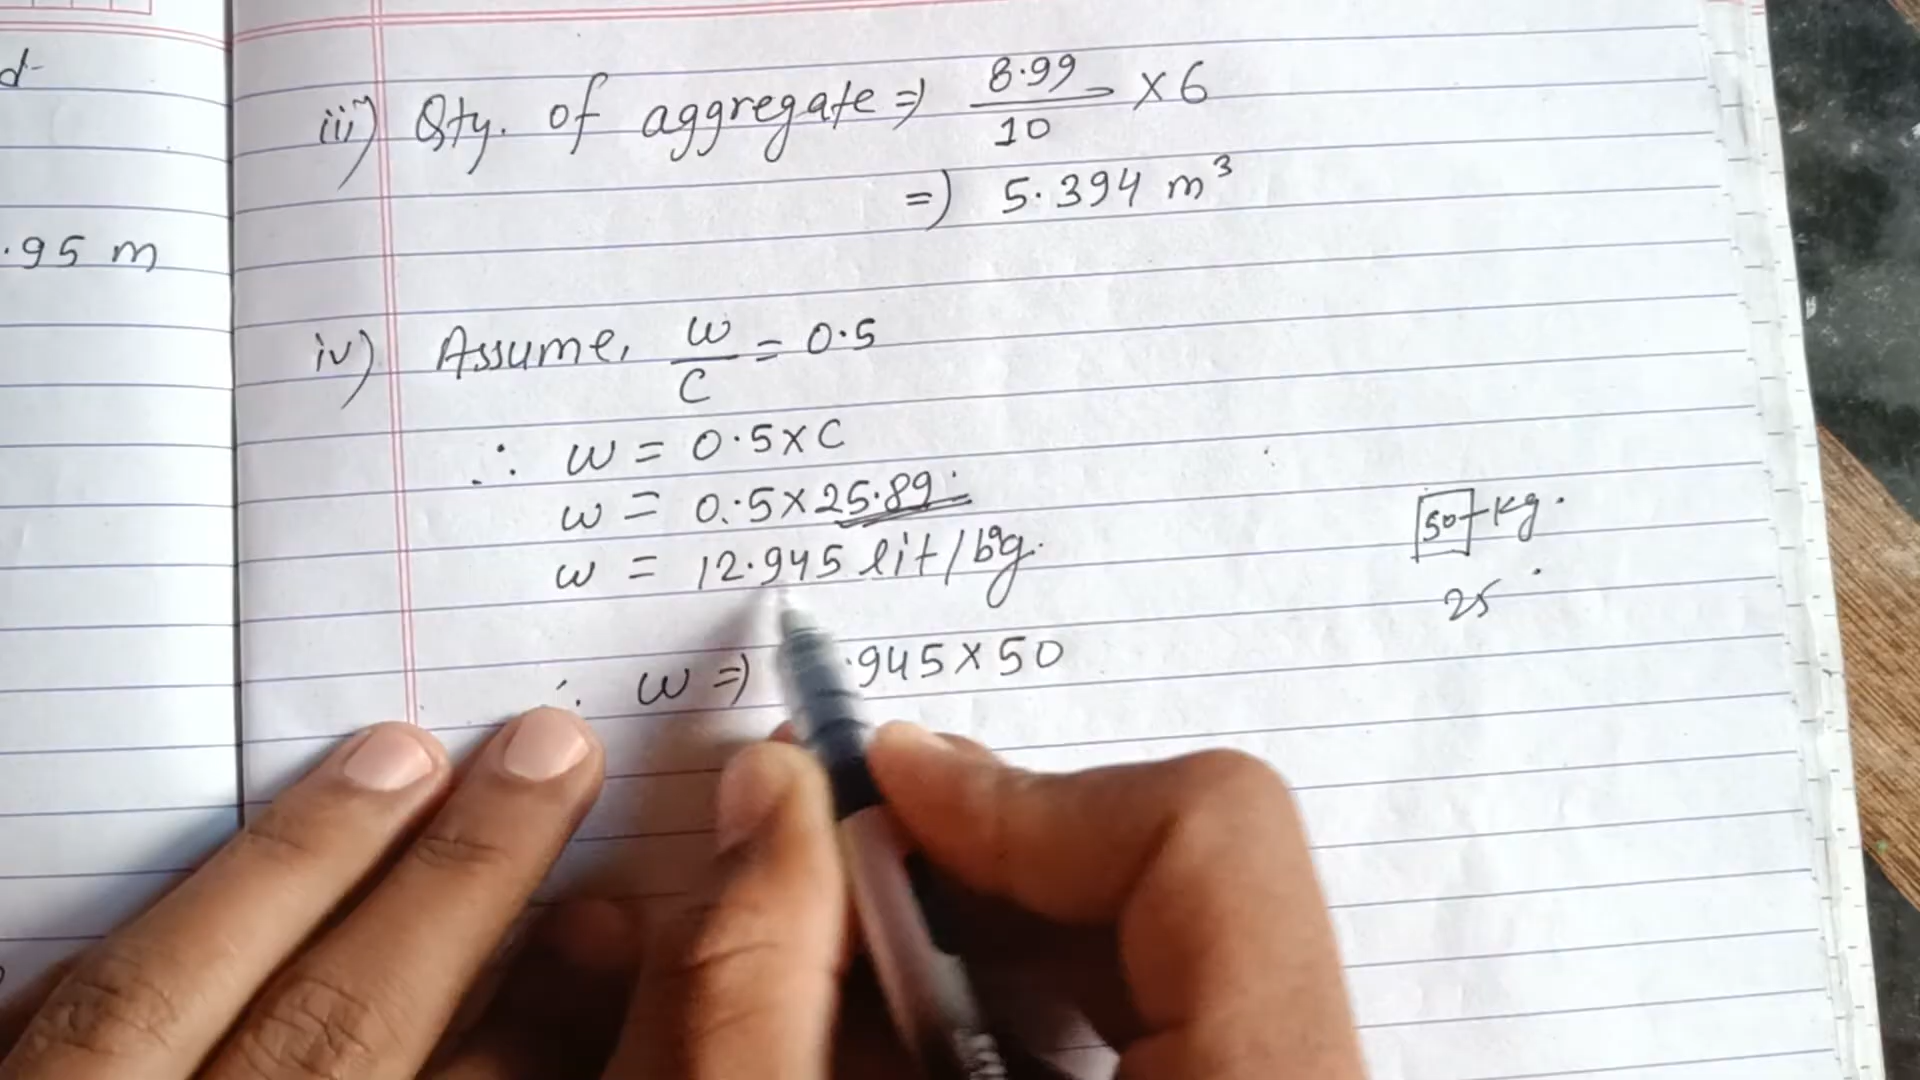 d-
.95 m
iii) Qty. of aggregate ⇒ 8.99/10 × 6
⇒ 5.394 m³
iv) Assume, w/c = 0.5
∴ w = 0.5 × C
w = 0.5 × 25.89.
w = 12.945 lit/bag.
50 kg.
25
∴ w ⇒ .945 × 50